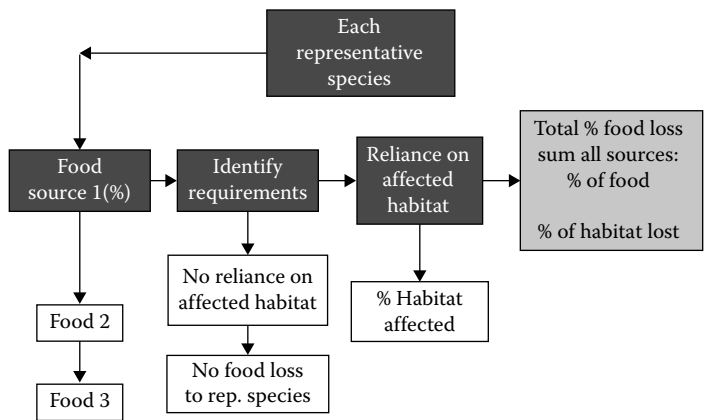 Each
representative
species
Food
source 1(%)
Identify
requirements
Reliance on
affected
habitat
Total % food loss
sum all sources:
% of food
% of habitat lost
No reliance on
affected habitat
% Habitat
affected
Food 2
No food loss
to rep. species
Food 3